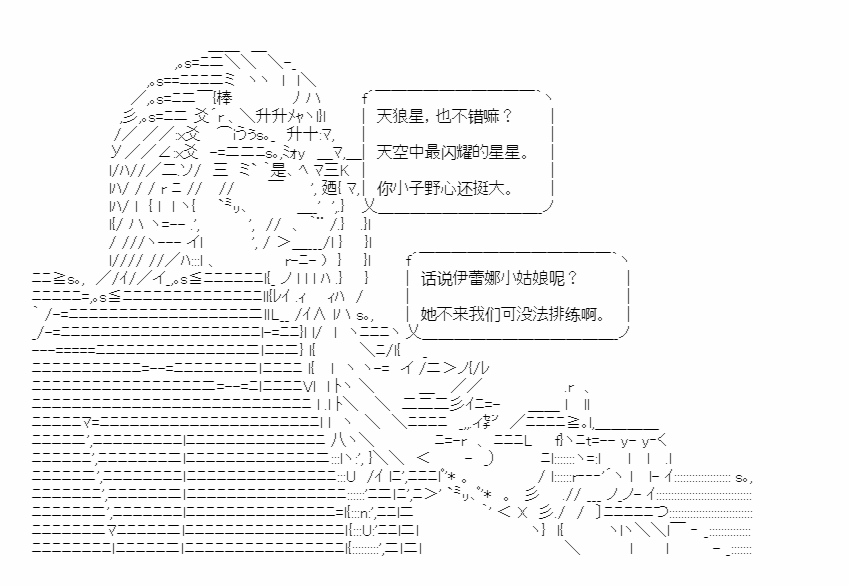 天狼星，也不错嘛？
天空中最闪耀的星星。
你小子野心还挺大。
话说伊蕾娜小姑娘呢？
她不来我们可没法排练啊。